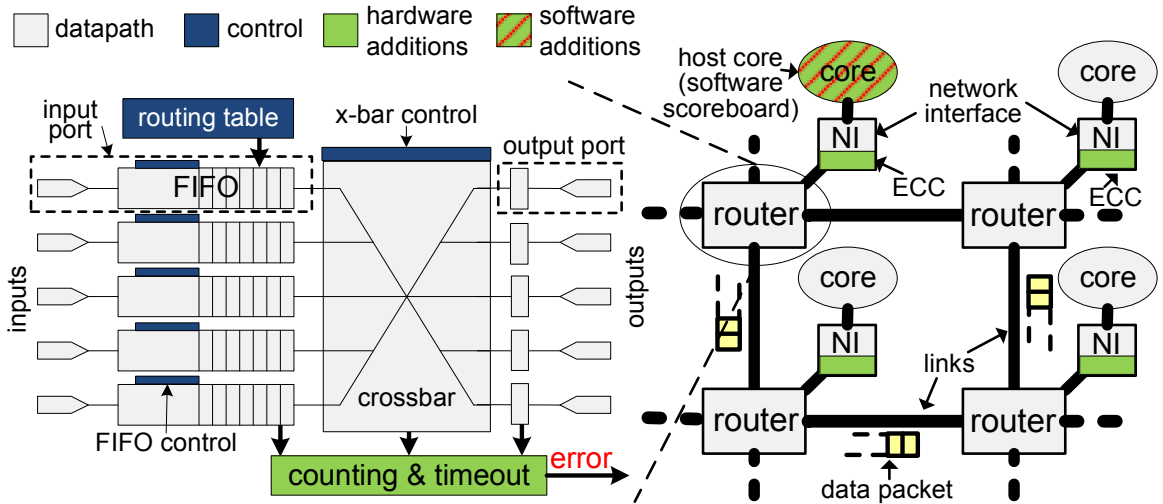 datapath
control
hardware
additions
software
additions
input
port
routing table
x-bar control
output port
FIFO
inputs
outputs
crossbar
FIFO control
counting & timeout
error
host core
(software
scoreboard)
core
core
network
interface
NI
NI
ECC
ECC
router
router
core
core
NI
NI
links
router
router
data packet